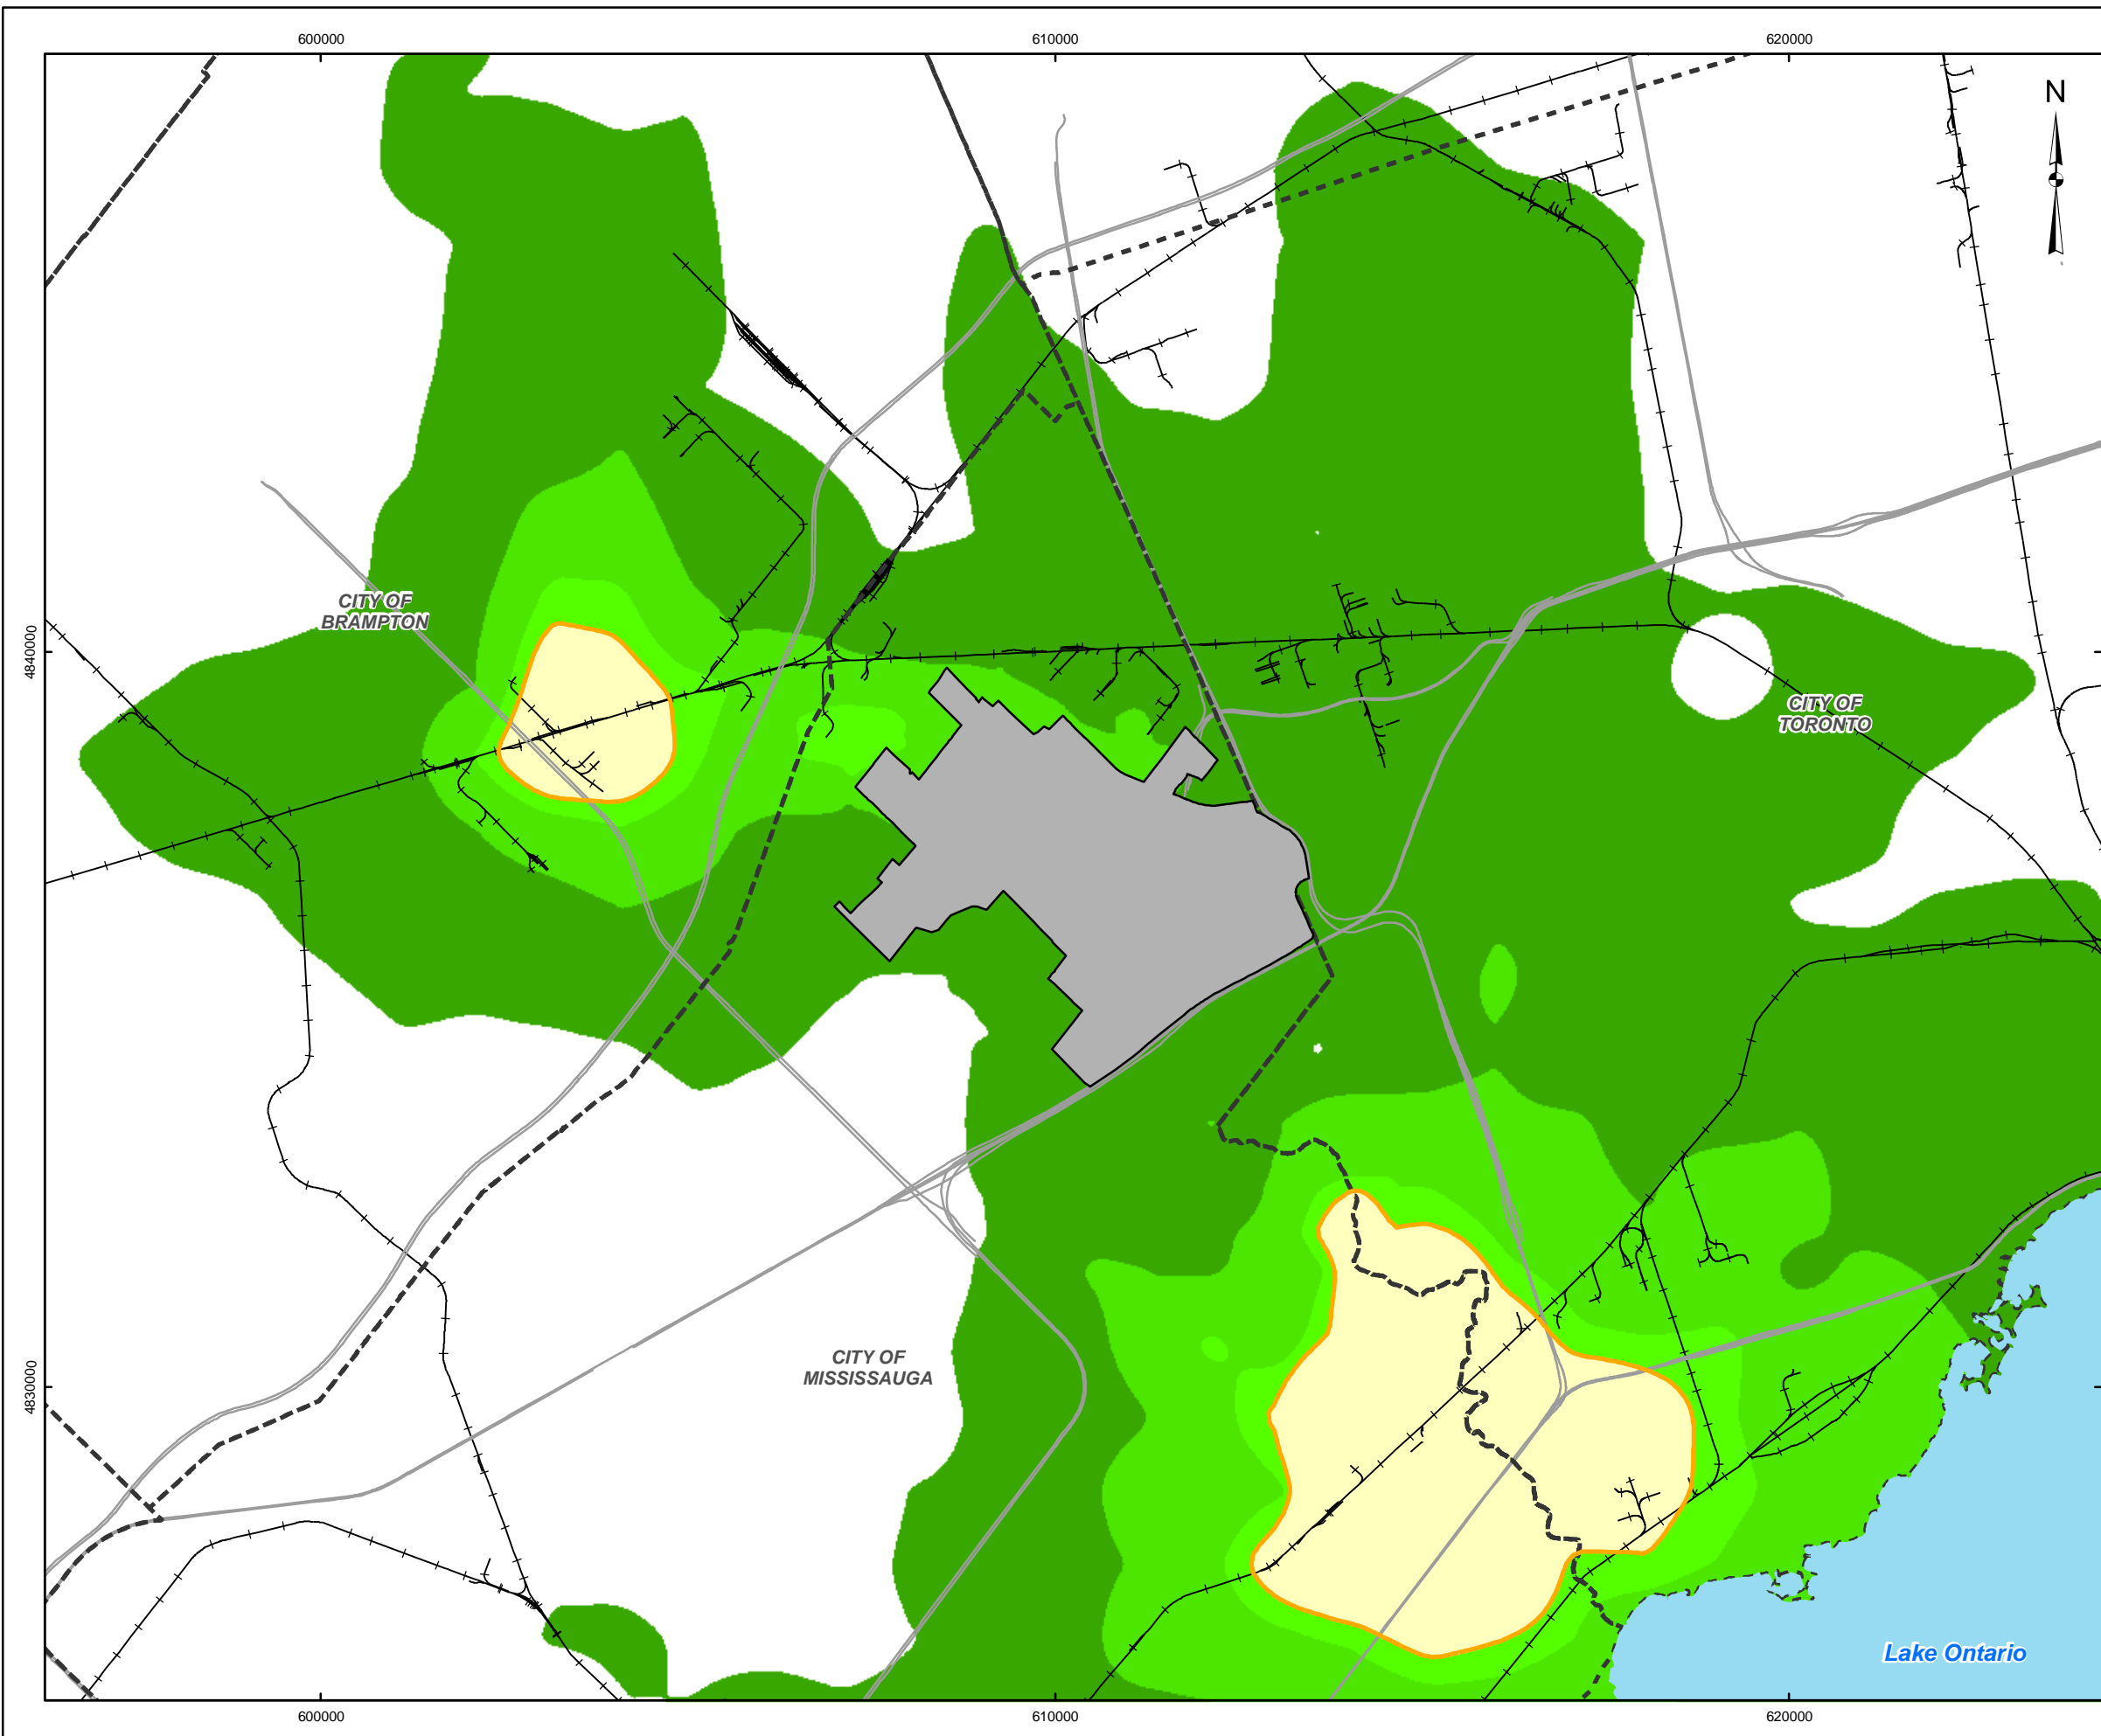 600000
610000
620000
N
CITY OF
BRAMPTON
4840000
CITY OF
TORONTO
CITY OF
MISSISSAUGA
4830000
Lake Ontario
600000
610000
620000